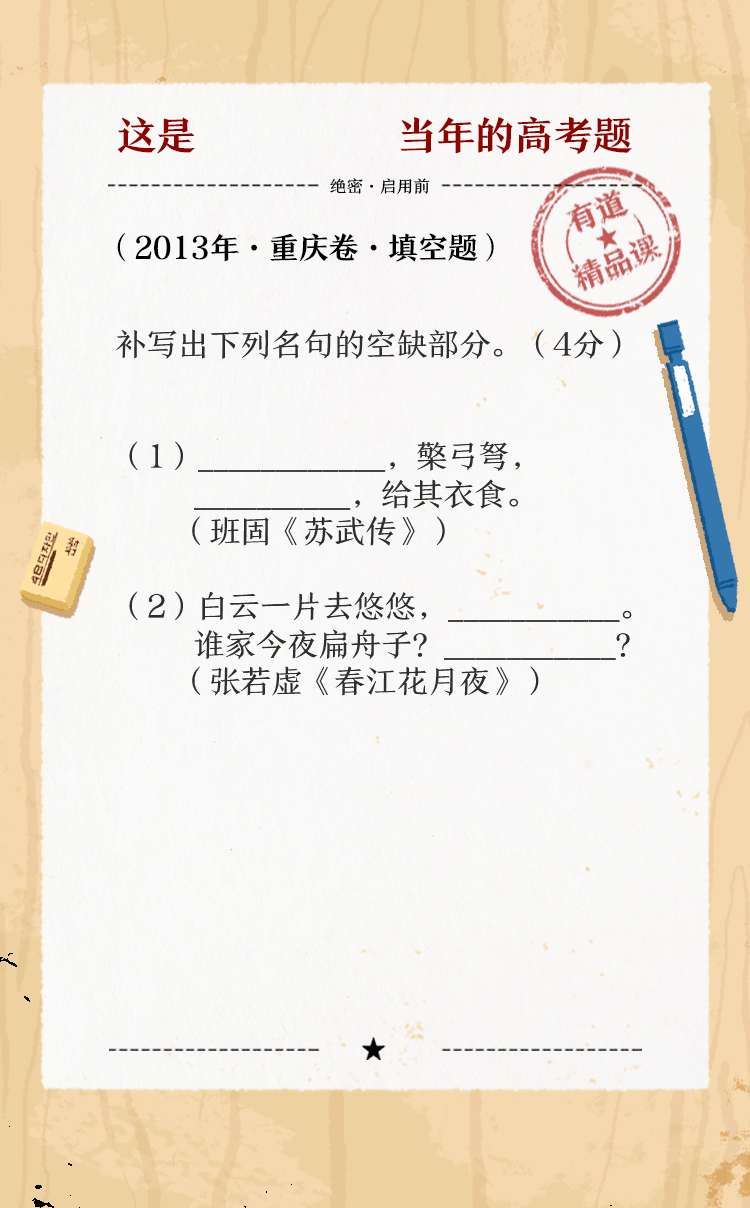 这是 当年的高考题
绝密·启用前
有道
精品课
（2013年·重庆卷·填空题）
补写出下列名句的空缺部分。（4分）
（1）____________，檠弓弩，
__________，给其衣食。
（班固《苏武传》）
（2）白云一片去悠悠，___________。
谁家今夜扁舟子？___________？
（张若虚《春江花月夜》）